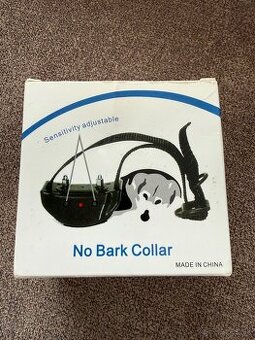 Sensitivity adjustable
No Bark Collar
MADE IN CHINA